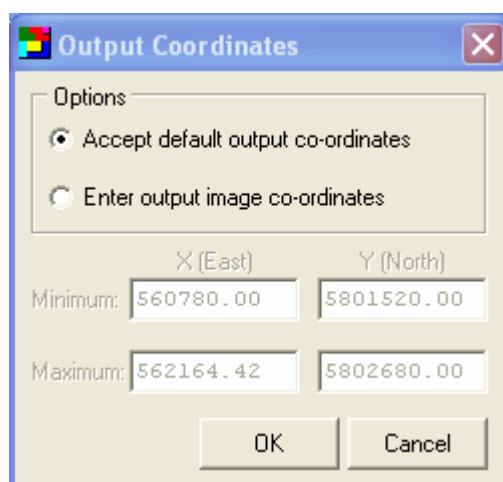 Output Coordinates
Options
Accept default output co-ordinates
Enter output image co-ordinates
X (East) Y (North)
Minimum: 560780.00 5801520.00
Maximum: 562164.42 5802680.00
OK Cancel